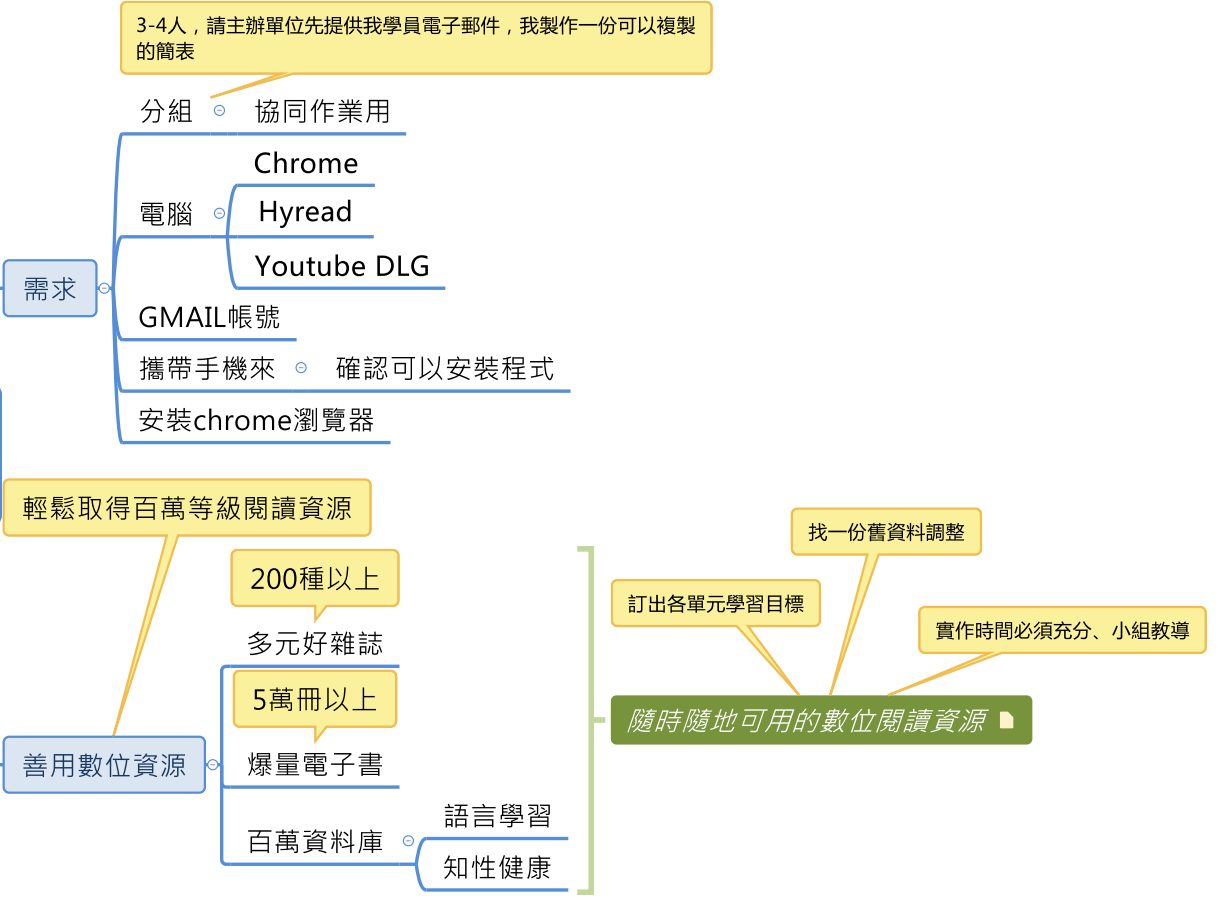 3-4人，請主辦單位先提供我學員電子郵件，我製作一份可以複製
的簡表
分組
協同作業用
Chrome
電腦
Hyread
Youtube DLG
需求
GMAIL帳號
攜帶手機來
確認可以安裝程式
安裝chrome瀏覽器
輕鬆取得百萬等級閱讀資源
200種以上
多元好雜誌
5萬冊以上
善用數位資源
爆量電子書
百萬資料庫
語言學習
知性健康
找一份舊資料調整
訂出各單元學習目標
實作時間必須充分、小組教導
隨時隨地可用的數位閱讀資源